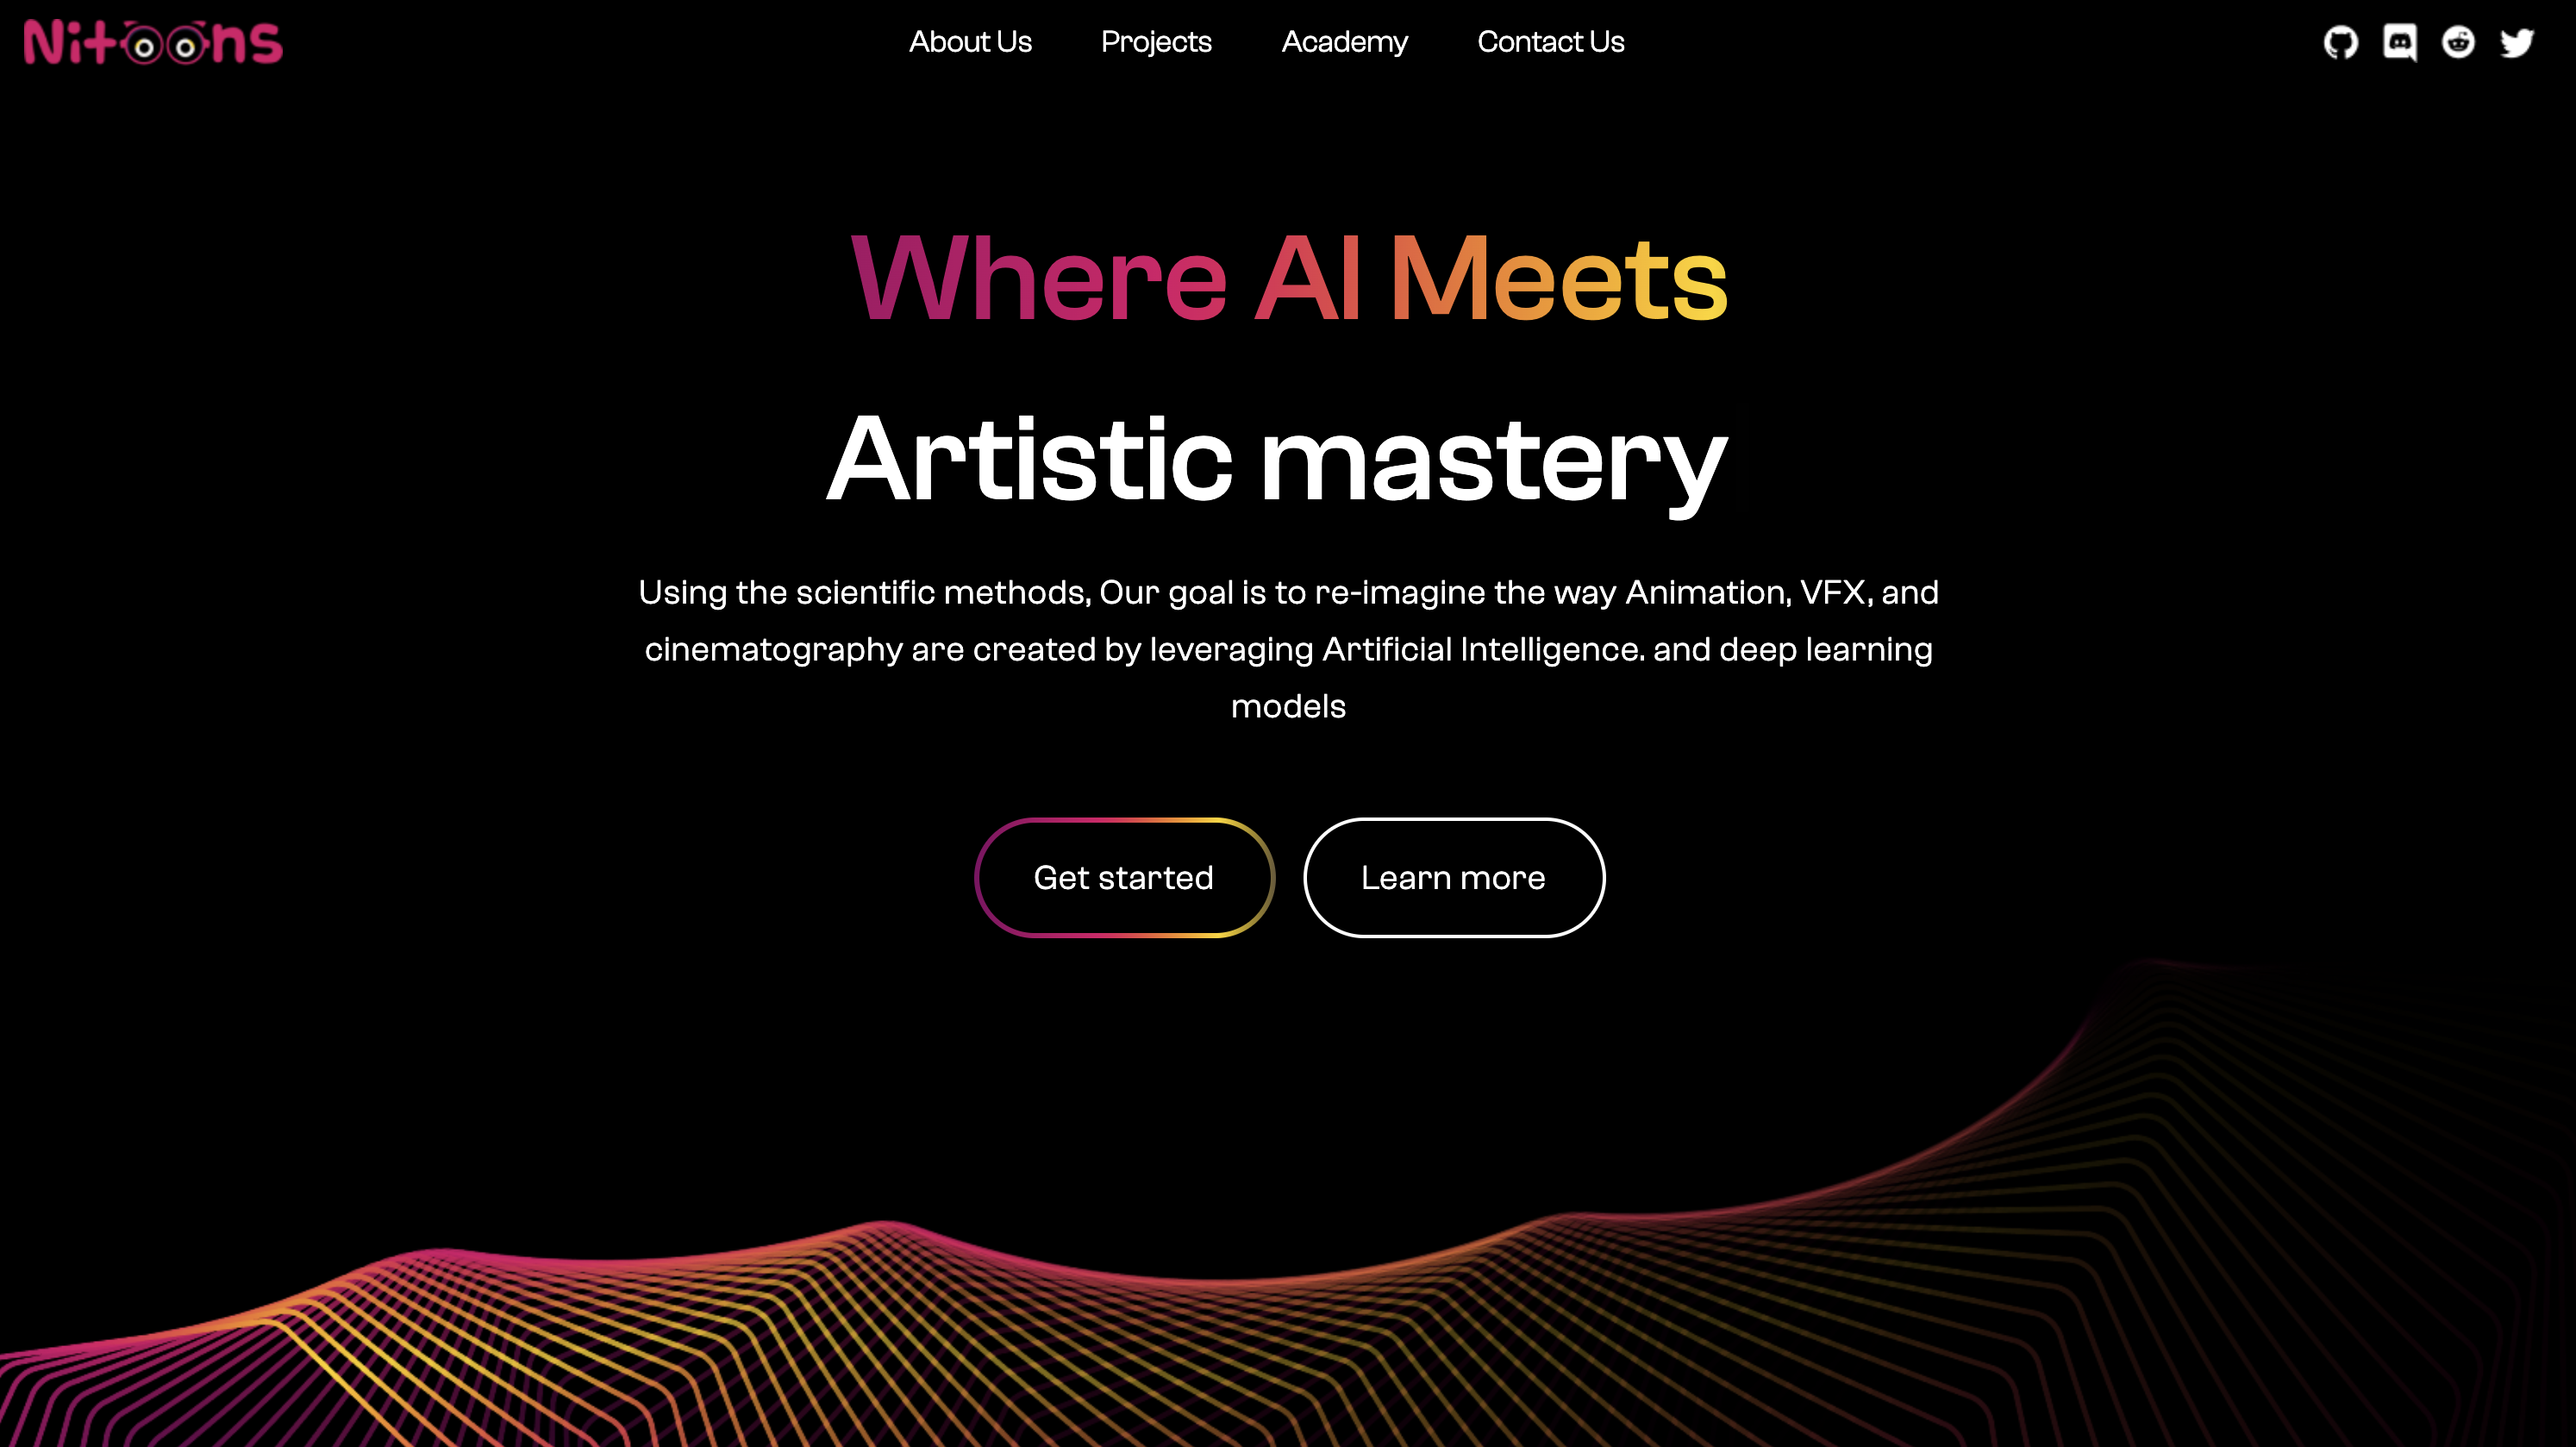 Nitoons
About Us
Projects
Academy
Contact Us
Where AI Meets
Artistic mastery
Using the scientific methods, Our goal is to re-imagine the way Animation, VFX, and
cinematography are created by leveraging Artificial Intelligence. and deep learning
models
Get started
Learn more